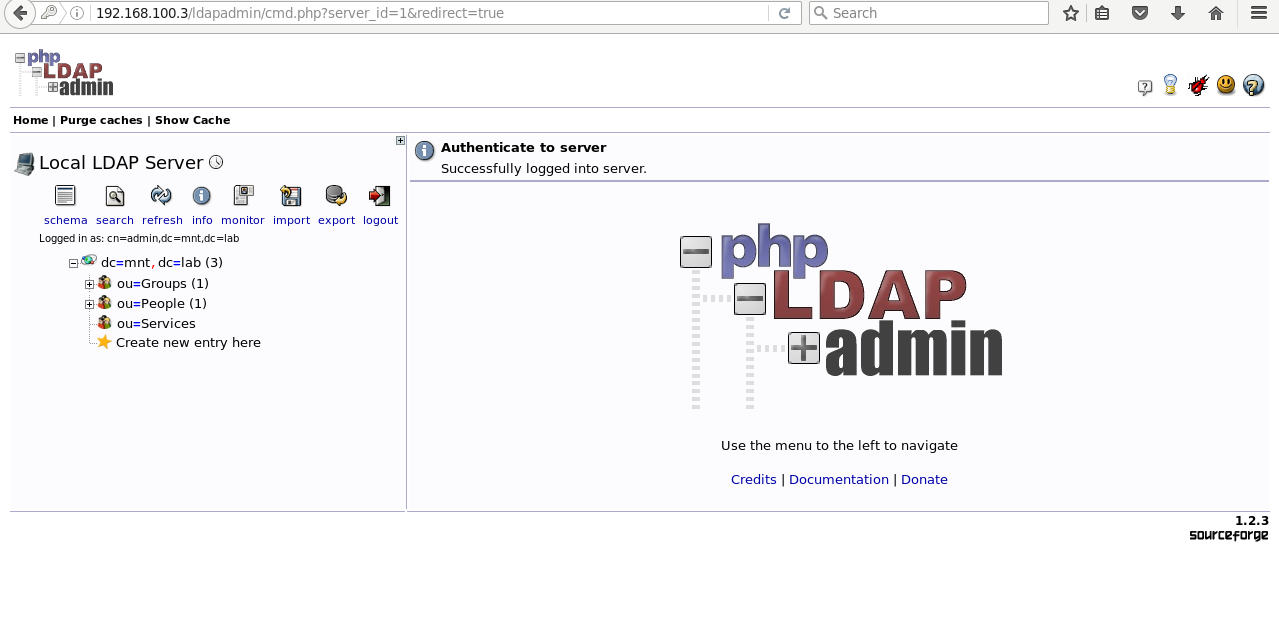 192.168.100.3/ldapadmin/cmd.php?server_id=1&redirect=true
Search
php
LDAP
admin
Home | Purge caches | Show Cache
Local LDAP Server
schema search refresh info monitor import export logout
Logged in as: cn=admin,dc=mnt,dc=lab
dc=mnt, dc=lab (3)
ou=Groups (1)
ou=People (1)
ou=Services
Create new entry here
Authenticate to server
Successfully logged into server.
php
LDAP
admin
Use the menu to the left to navigate
Credits | Documentation | Donate
1.2.3
sourceforge